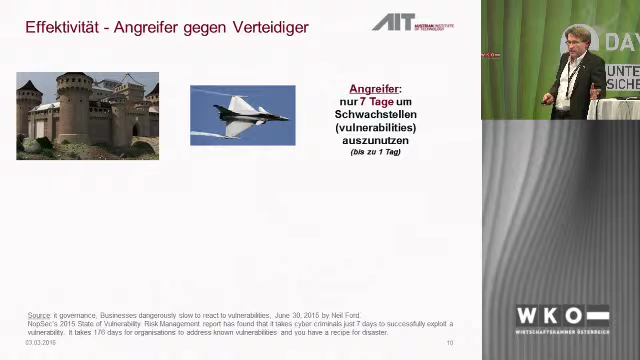 Effektivität - Angreifer gegen Verteidiger
AIT
AUSTRIAN INSTITUTE
OF TECHNOLOGY
Angreifer:
nur 7 Tage um
Schwachstellen
(vulnerabilities)
auszunutzen
(bis zu 1 Tag)
Source: it governance, Businesses dangerously slow to react to vulnerabilities, June 30, 2015 by Neil Ford.
NopSec's 2015 State of Vulnerability Risk Management report has found that it takes cyber criminals just 7 days to successfully exploit a
vulnerability. It takes 176 days for organisations to address known vulnerabilities and you have a recipe for disaster.
03.03.2016
10
DAY
UNTE
SICHE
WKO
WKO
WIRTSCHAFTSKAMMER ÖSTERREICH